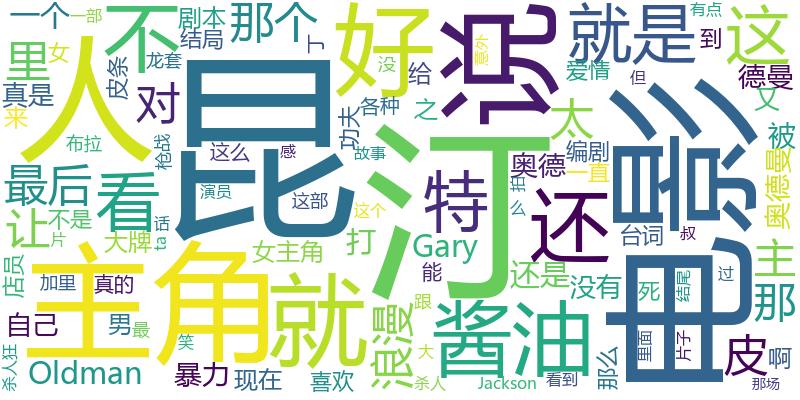 一个
一部
剧本
那个
丁
好
说
就是
有点
到
这
里
女
龙套
结局
不
人
昆
汀
给
爱情
但
德曼
真是
皮条
对
功夫
各种
之
没
意外
太
又
被
来
布拉
枪战
这么
感
故事
奥德
编剧
一直
影
奥德曼
最后
看
演员
这部
这个
特
拍
么
还
电
让
不是
片
大牌
ta
话
女主角
打
Gary
能
还是
没有
台词
叔
主
那
店员
加里
真的
主角
就
浪漫
跟
酱油
死
结尾
过
自己
男
最
笑
里面
片子
皮
啊
杀人狂
Oldman
暴力
现在
喜欢
大
杀人
Jackson
看到
那么
那场